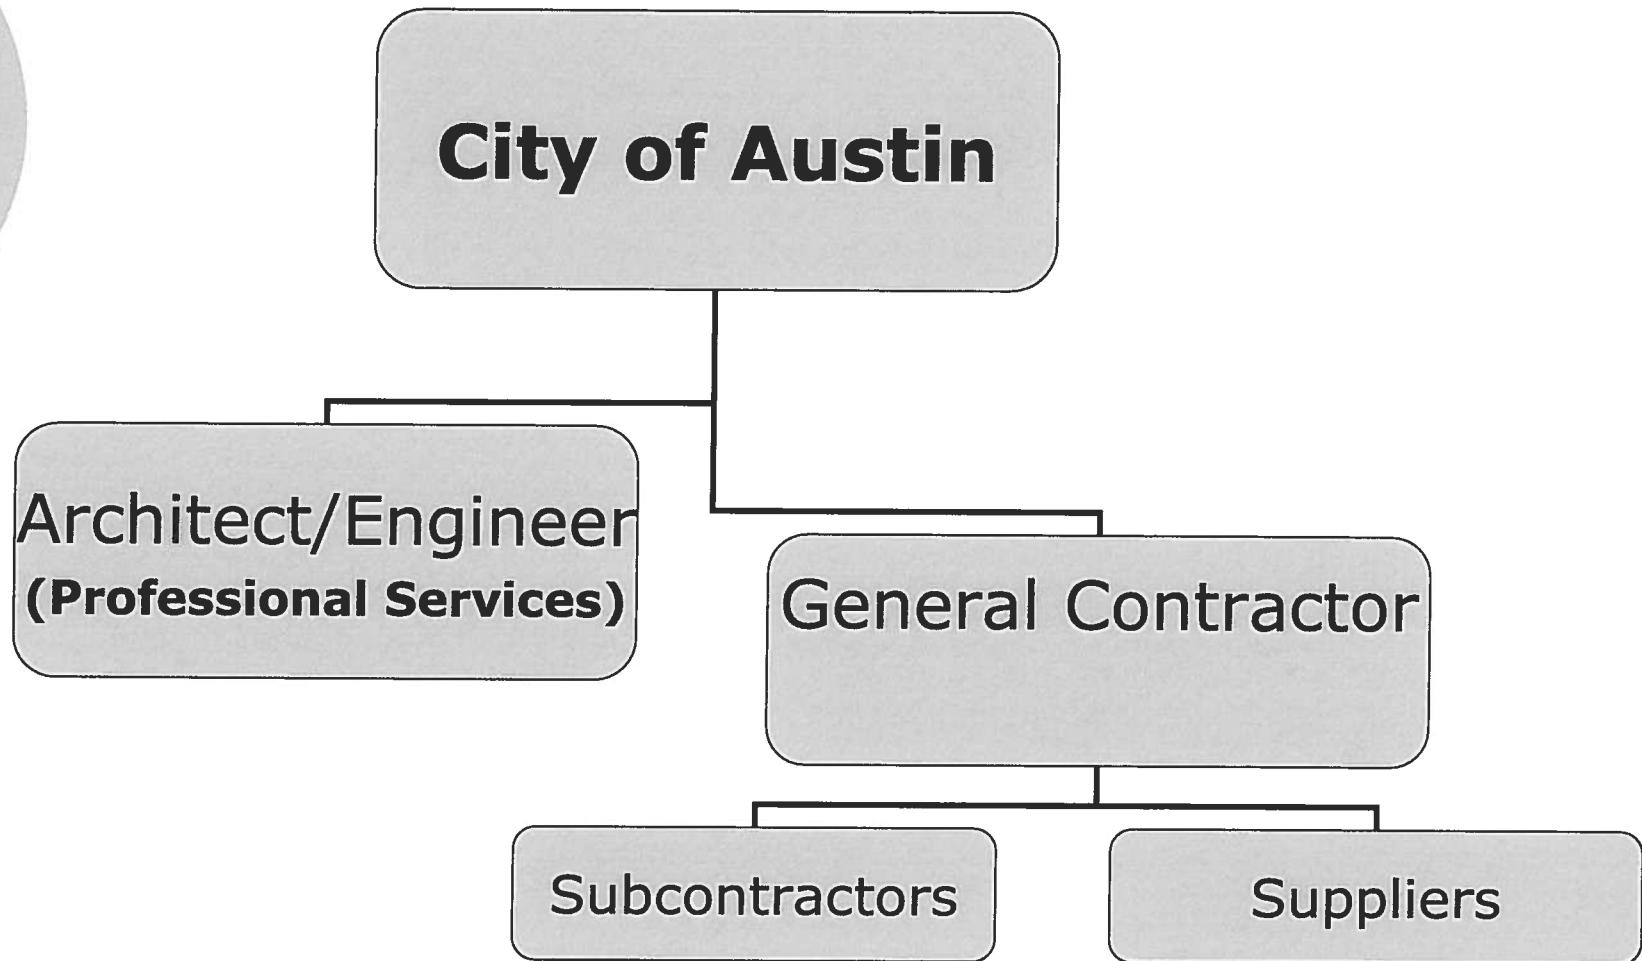 City of Austin
Architect/Engineer
(Professional Services)
General Contractor
Subcontractors
Suppliers